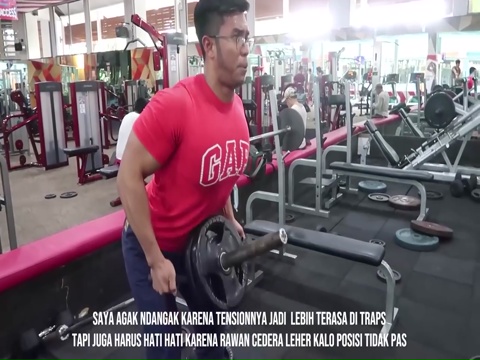 GAP
SAYA AGAK NDANGAK KARENA TENSIONNYA JADI LEBIH TERASA DI TRAPS
TAPI JUGA HARUS HATI HATI KARENA RAWAN CEDERA LEHER KALO POSISI TIDAK PAS